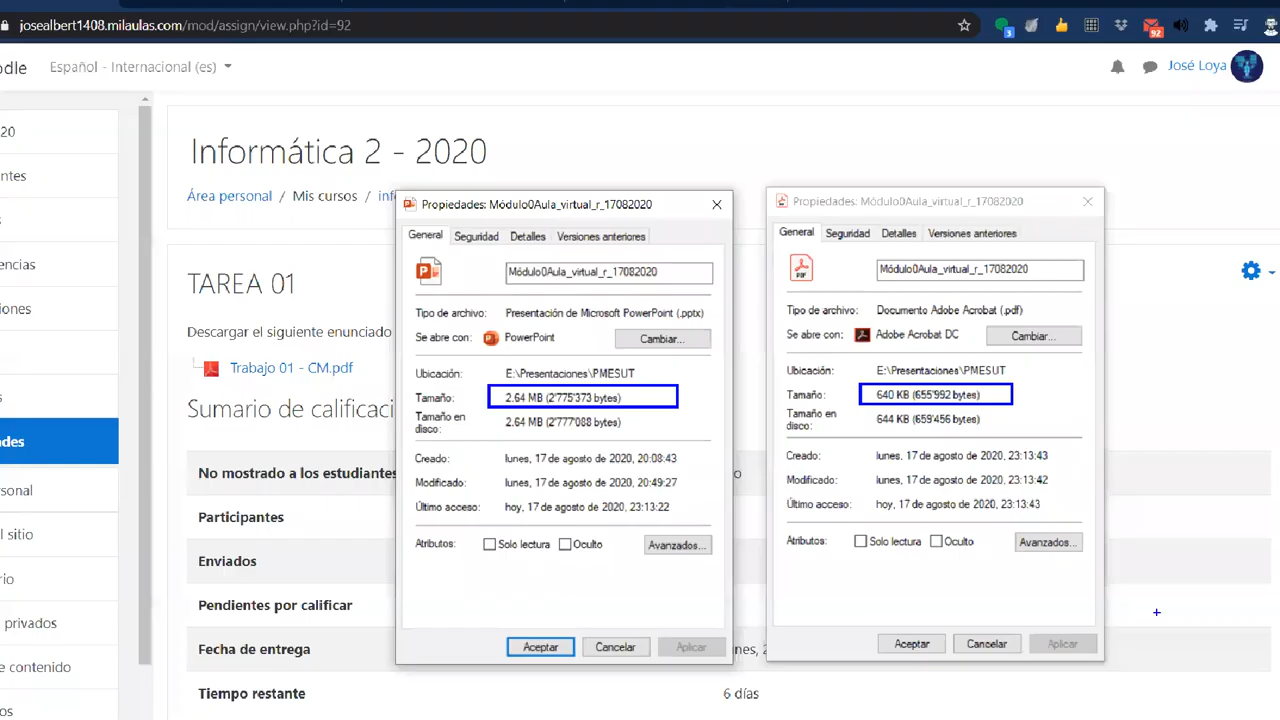 josealbert1408.milaulas.com/mod/assign/view.php?id=92
3
92
odle
Español - Internacional (es)
José Loya
20
ntes
s
encias
iones
s
des
sonal
l sitio
rio
privados
e contenido
os
Informática 2 - 2020
Área personal / Mis cursos / inf
TAREA 01
Descargar el siguiente enunciado
Trabajo 01 - CM.pdf
Sumario de calificaci
No mostrado a los estudiantes
o
Participantes
Enviados
Pendientes por calificar
Fecha de entrega
unes, 2
Tiempo restante
6 días
Propiedades: Módulo0Aula_virtual_r_17082020
General Seguridad Detalles Versiones anteriores
Módulo0Aula_virtual_r_17082020
Tipo de archivo: Presentación de Microsoft PowerPoint (.pptx)
Se abre con: PowerPoint Cambiar...
Ubicación: E:\Presentaciones\PMESUT
Tamaño: 2.64 MB (2'775'373 bytes)
Tamaño en disco: 2.64 MB (2'777'088 bytes)
Creado: lunes, 17 de agosto de 2020, 20:08:43
Modificado: lunes, 17 de agosto de 2020, 20:49:27
Último acceso: hoy, 17 de agosto de 2020, 23:13:22
Atributos: Solo lectura Oculto Avanzados...
Aceptar Cancelar Aplicar
Propiedades: Módulo0Aula_virtual_r_17082020
General Seguridad Detalles Versiones anteriores
PDF
Módulo0Aula_virtual_r_17082020
Tipo de archivo: Documento Adobe Acrobat (.pdf)
Se abre con: Adobe Acrobat DC Cambiar...
Ubicación: E:\Presentaciones\PMESUT
Tamaño: 640 KB (655'992 bytes)
Tamaño en disco: 644 KB (659'456 bytes)
Creado: lunes, 17 de agosto de 2020, 23:13:43
Modificado: lunes, 17 de agosto de 2020, 23:13:42
Último acceso: hoy, 17 de agosto de 2020, 23:13:43
Atributos: Solo lectura Oculto Avanzados...
Aceptar Cancelar Aplicar